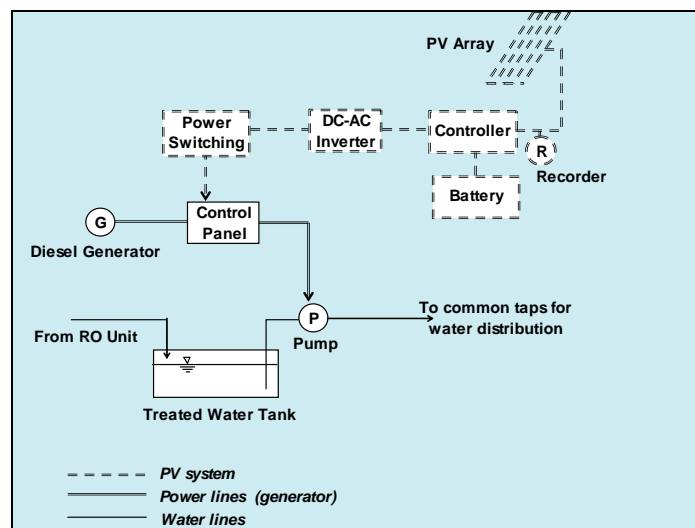 PV Array
Power
Switching
DC-AC
Inverter
Controller
R
Recorder
Battery
G
Control
Panel
Diesel Generator
From RO Unit
P
Pump
To common taps for
water distribution
Treated Water Tank
PV system
Power lines (generator)
Water lines